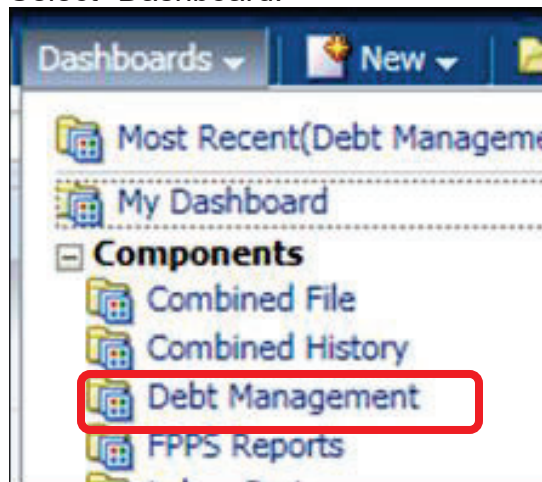 Dashboards New
Most Recent(Debt Manageme
My Dashboard
Components
Combined File
Combined History
Debt Management
FPPS Reports